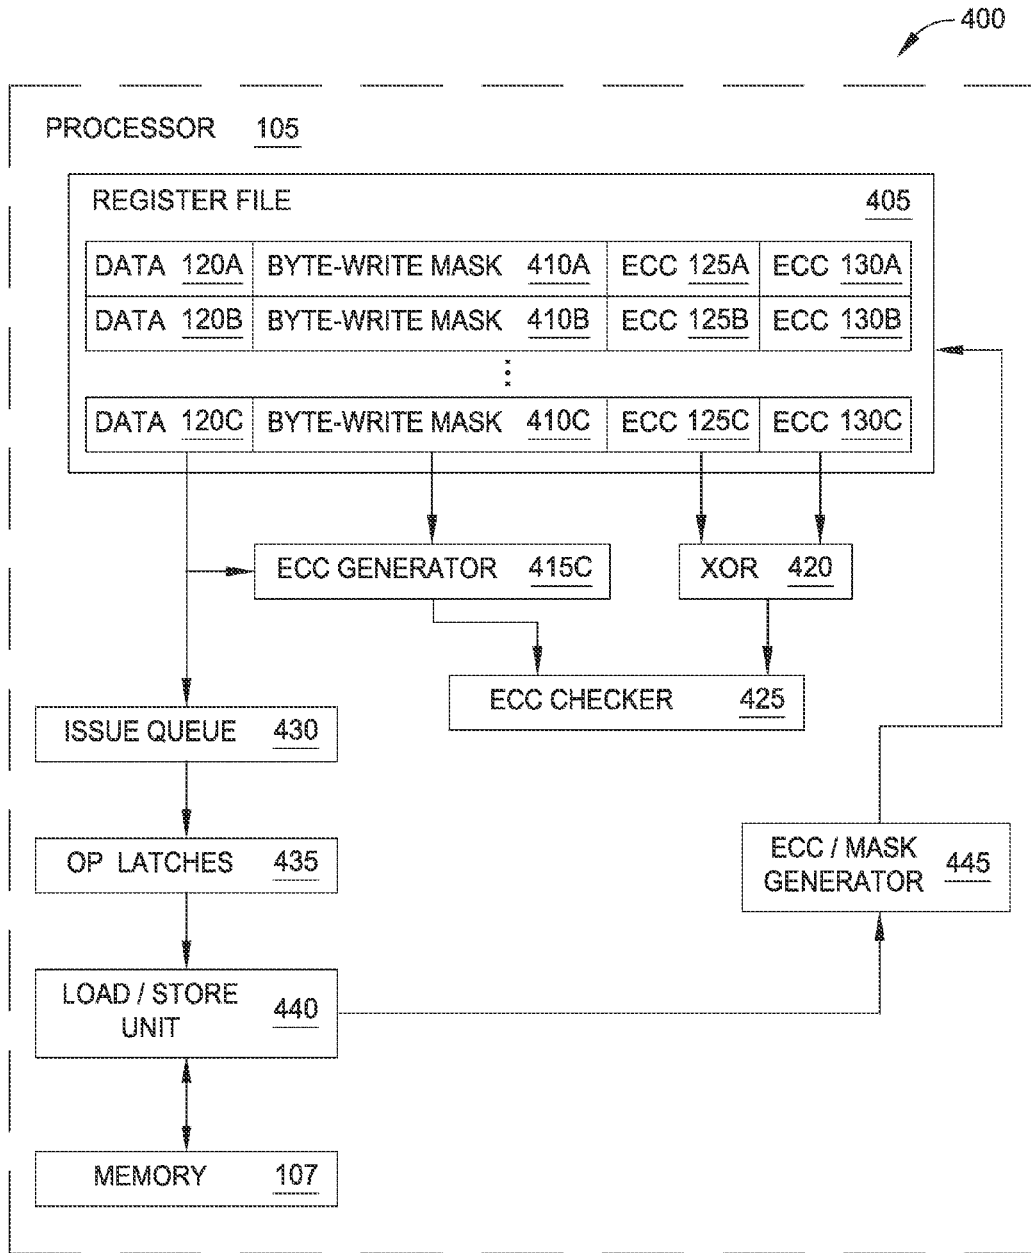 400
PROCESSOR 105
REGISTER FILE 405
DATA 120A BYTE-WRITE MASK 410A ECC 125A ECC 130A
DATA 120B BYTE-WRITE MASK 410B ECC 125B ECC 130B
DATA 120C BYTE-WRITE MASK 410C ECC 125C ECC 130C
ECC GENERATOR 415C
XOR 420
ECC CHECKER 425
ISSUE QUEUE 430
OP LATCHES 435
ECC / MASK
GENERATOR 445
LOAD / STORE
UNIT 440
MEMORY 107